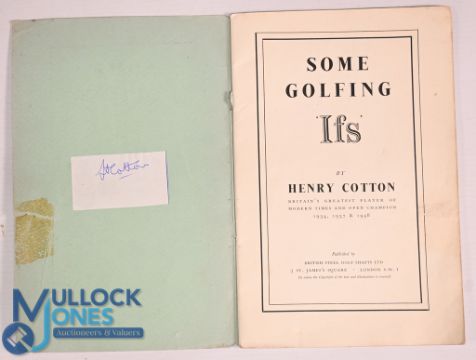 SOME
GOLFING
'Ifs'
BY
HENRY COTTON
BRITAIN'S GREATEST PLAYER OF
MODERN TIMES AND OPEN CHAMPION
1934, 1937 & 1948
Published by
BRITISH STEEL GOLF SHAFTS LTD
ST. JAMES'S SQUARE · LONDON S.W.1
Cotton
MULLOCK
JONES
Auctioneers & Valuers